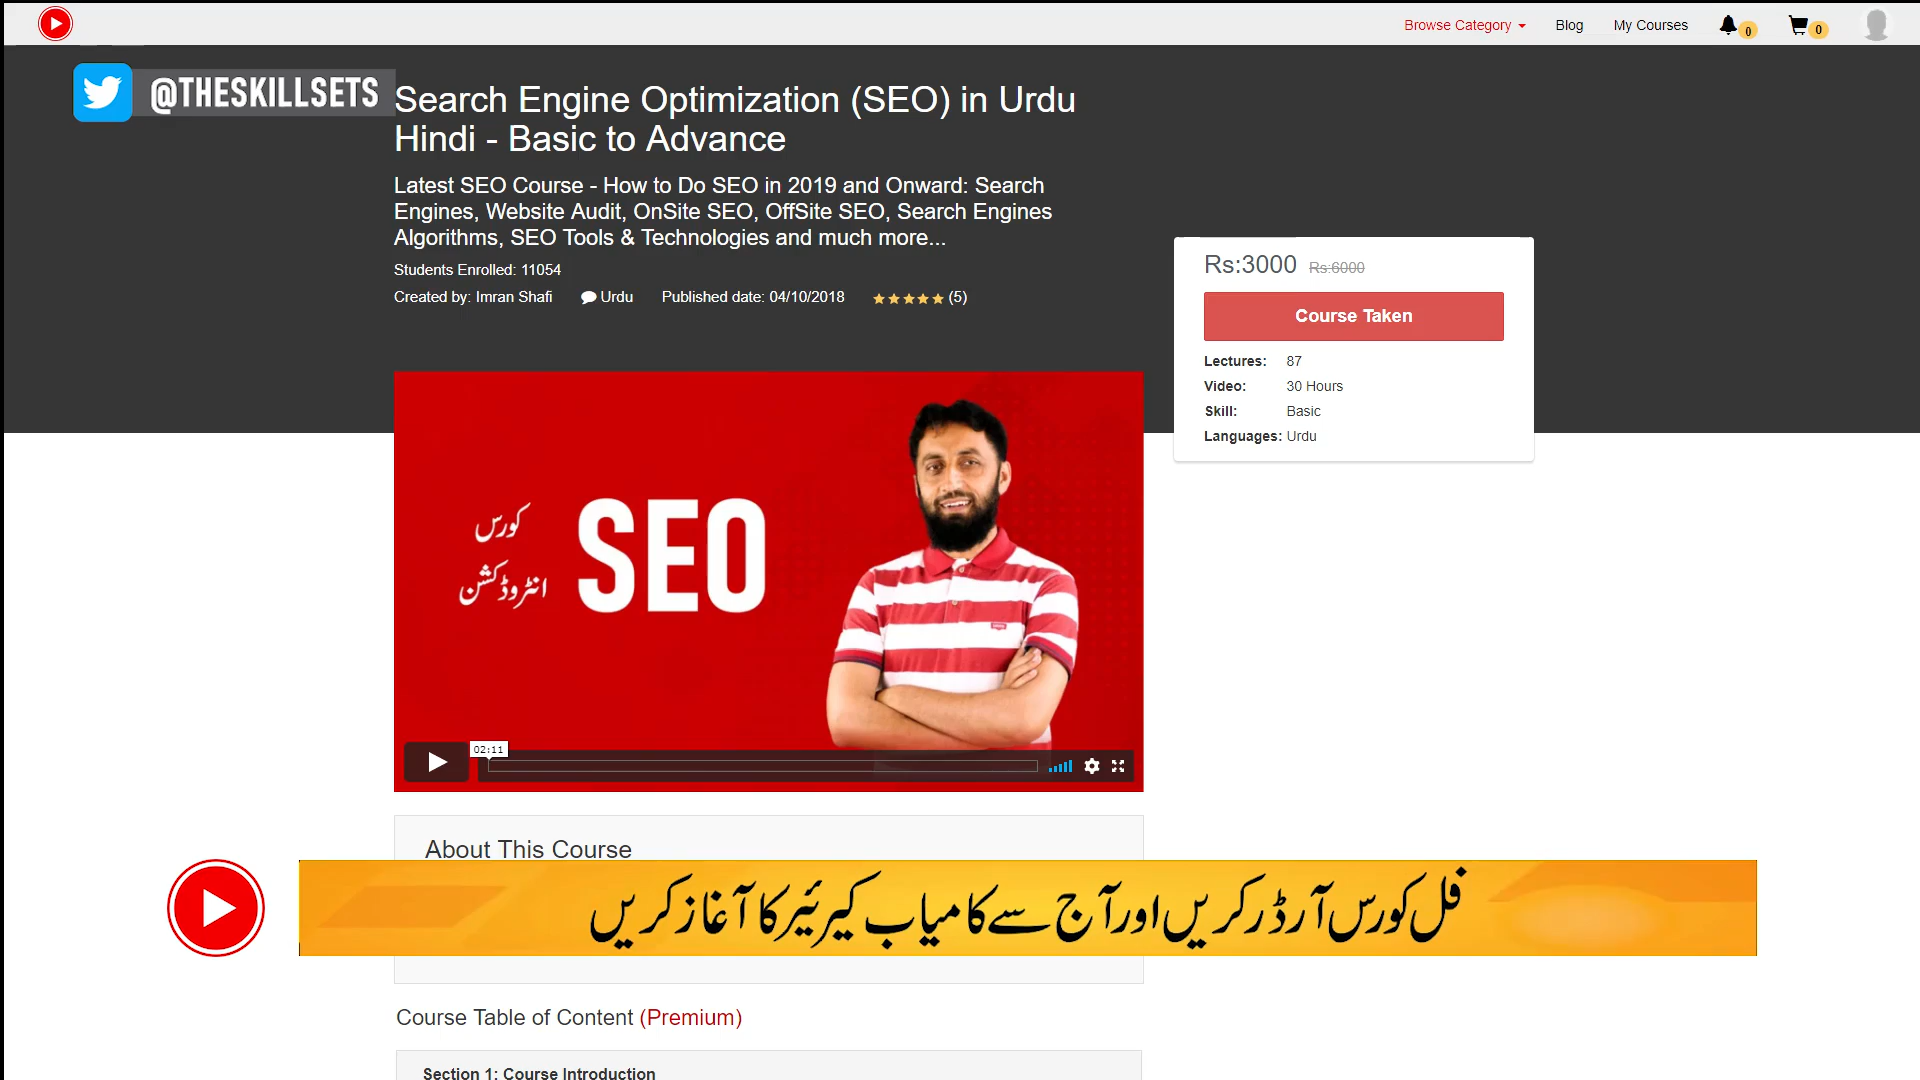 Browse Category
Blog
My Courses
0
0
@THESKILLSETS
Search Engine Optimization (SEO) in Urdu
Hindi - Basic to Advance
Latest SEO Course - How to Do SEO in 2019 and Onward: Search
Engines, Website Audit, OnSite SEO, OffSite SEO, Search Engines
Algorithms, SEO Tools & Technologies and much more...
Students Enrolled: 11054
Created by: Imran Shafi
Urdu
Published date: 04/10/2018
(5)
Rs:3000 Rs:6000
Course Taken
Lectures: 87
Video: 30 Hours
Skill: Basic
Languages: Urdu
کورس
انٹروڈکشن
SEO
02:11
About This Course
فل کورس آرڈر کریں اور آج سے کامیاب کیرئیر کا آغاز کریں
Course Table of Content (Premium)
Section 1: Course Introduction